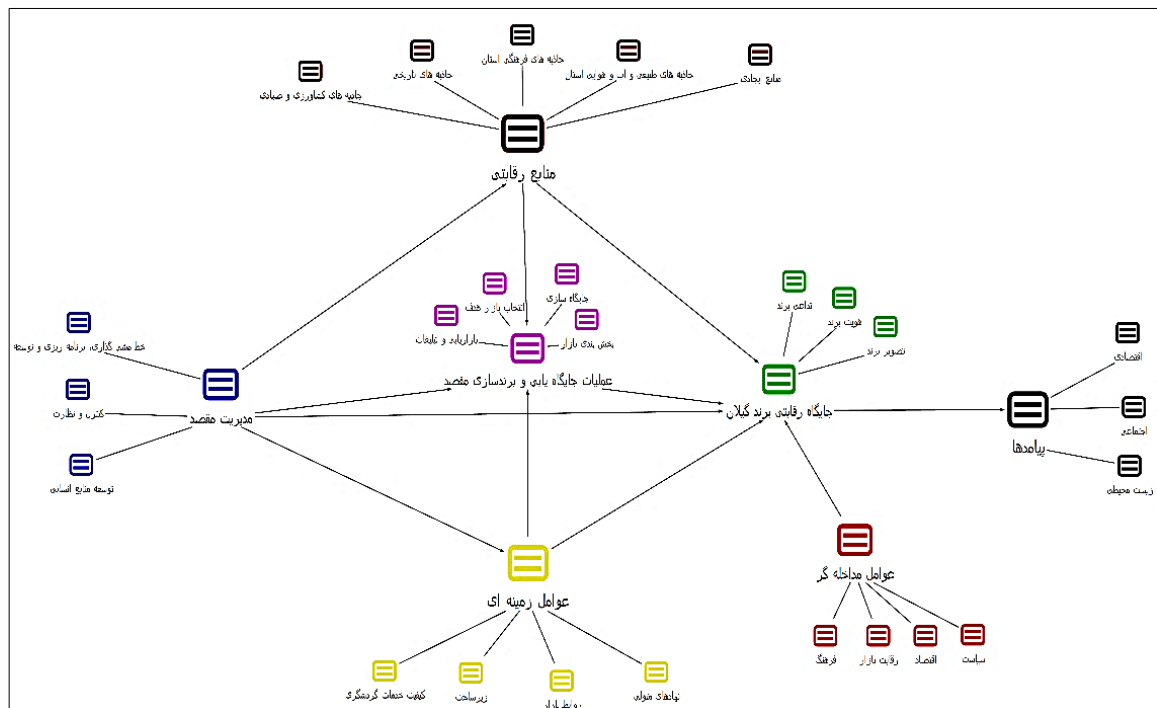 جاذبه های فرهنگی استان
جاذبه های تاریخی
جاذبه های طبیعی و آب و هوایی استان
منابع ایجادی
جاذبه های کشاورزی و صیادی
منابع رقابتی
جایگاه سازی
انتخاب بازار هدف
تداعی برند
هویت برند
بخش بندی بازار
بازاریابی و تبلیغات
تصویر برند
خط مشی گذاری، برنامه ریزی و توسعه
اقتصادی
عملیات جایگاه یابی و برندسازی مقصد
کنترل و نظارت
مدیریت مقصد
جایگاه رقابتی برند گیلان
اجتماعی
پیامدها
توسعه منابع انسانی
زیست محیطی
عوامل مداخله گر
عوامل زمینه ای
سیاست
اقتصاد
رقابت بازار
فرهنگ
نهادهای متولی
روابط بازار
زیرساخت
کیفیت خدمات گردشگری